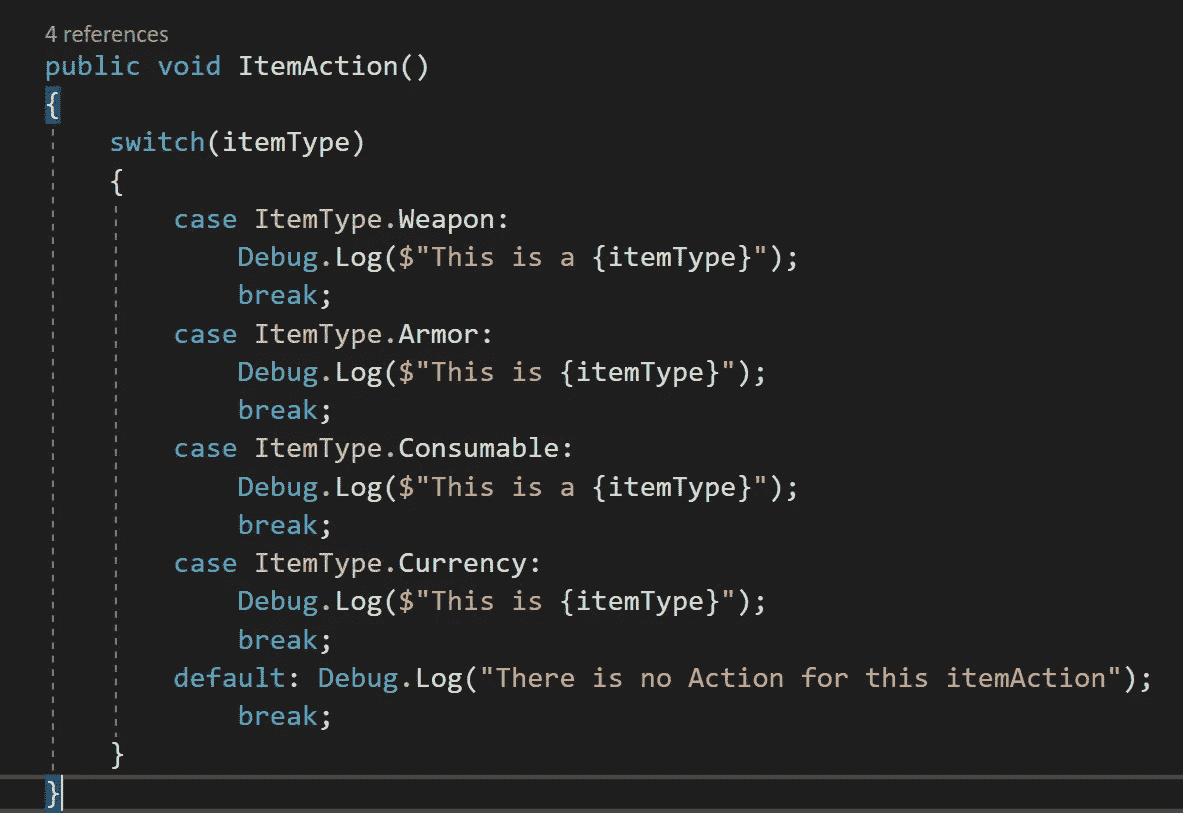 4 references
public void ItemAction()
{
    switch(itemType)
    {
        case ItemType.Weapon:
            Debug.Log($"This is a {itemType}");
            break;
        case ItemType.Armor:
            Debug.Log($"This is {itemType}");
            break;
        case ItemType.Consumable:
            Debug.Log($"This is a {itemType}");
            break;
        case ItemType.Currency:
            Debug.Log($"This is {itemType}");
            break;
        default: Debug.Log("There is no Action for this itemAction");
            break;
    }
}